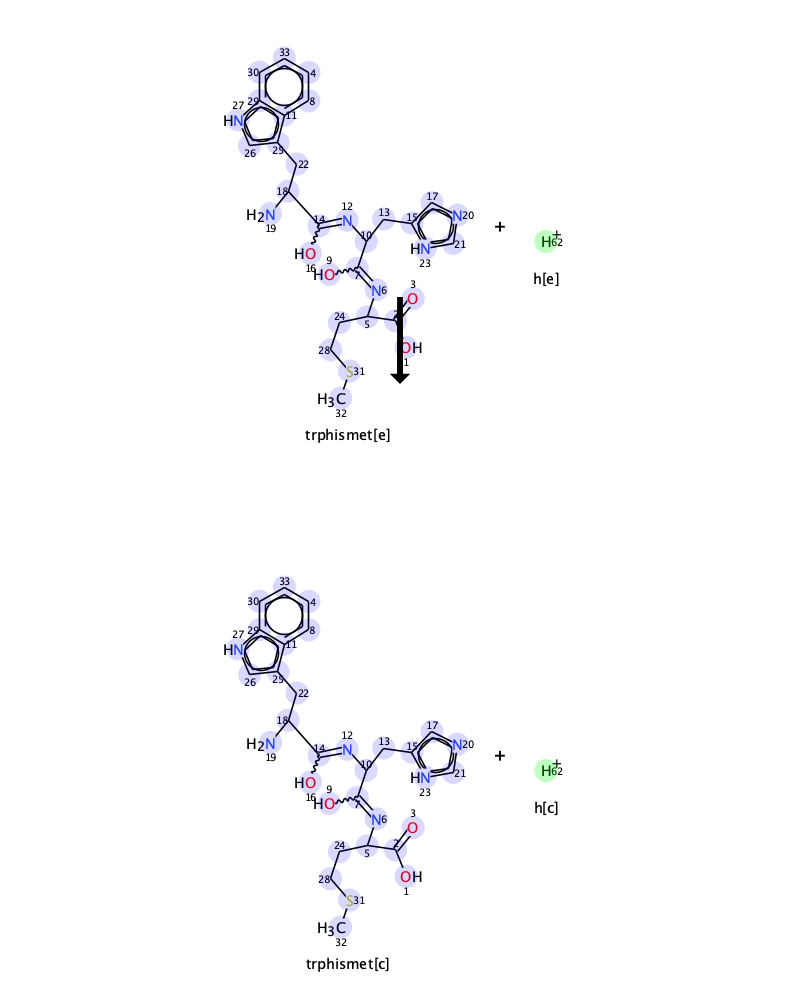 33
30
4
29
8
27
HN
11
25
26
22
18
H₂N
19
12
N
14
HO
16
10
13
15
17
N20
21
HN
23
9
HO
7
N6
3
O
2
OH
1
5
24
28
S31
H₃C
32
trphismet[e]
+
H+
62
h[e]
33
30
4
29
8
27
HN
11
25
26
22
18
H₂N
19
12
N
14
HO
16
10
13
15
17
N20
21
HN
23
9
HO
7
N6
3
O
2
OH
1
5
24
28
S31
H₃C
32
trphismet[c]
+
H+
62
h[c]